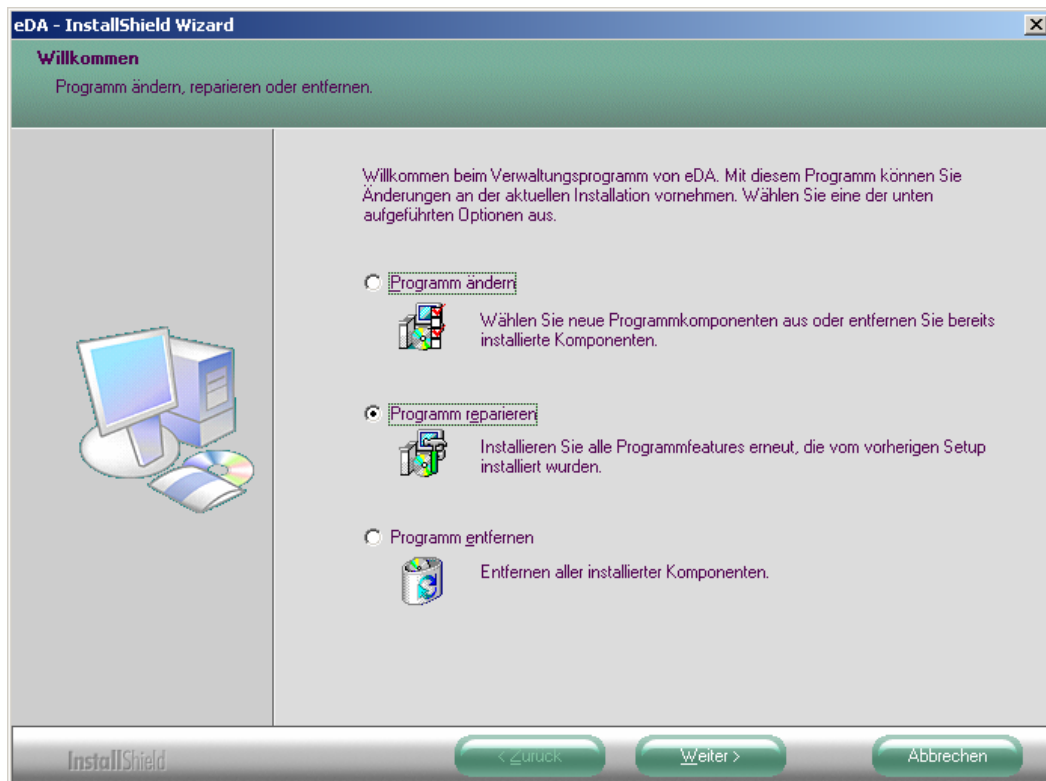 eDA - InstallShield Wizard
Willkommen
Programm ändern, reparieren oder entfernen.
Willkommen beim Verwaltungsprogramm von eDA. Mit diesem Programm können Sie
Änderungen an der aktuellen Installation vornehmen. Wählen Sie eine der unten
aufgeführten Optionen aus.
Programm ändern
Wählen Sie neue Programmkomponenten aus oder entfernen Sie bereits
installierte Komponenten.
Programm reparieren
Installieren Sie alle Programmfeatures erneut, die vom vorherigen Setup
installiert wurden.
Programm entfernen
Entfernen aller installierter Komponenten.
InstallShield
< Zurück
Weiter >
Abbrechen